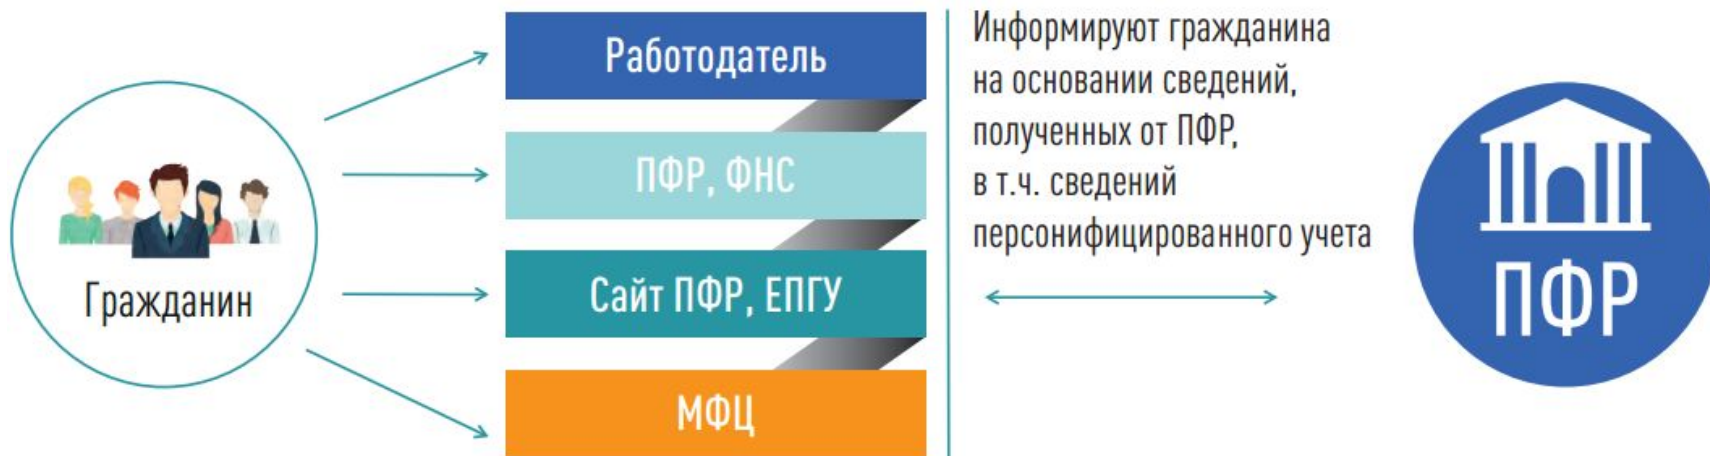 Гражданин
Работодатель
ПФР, ФНС
Сайт ПФР, ЕПГУ
МФЦ
Информируют гражданина
на основании сведений,
полученных от ПФР,
в т.ч. сведений
персонифицированного учета
ПФР